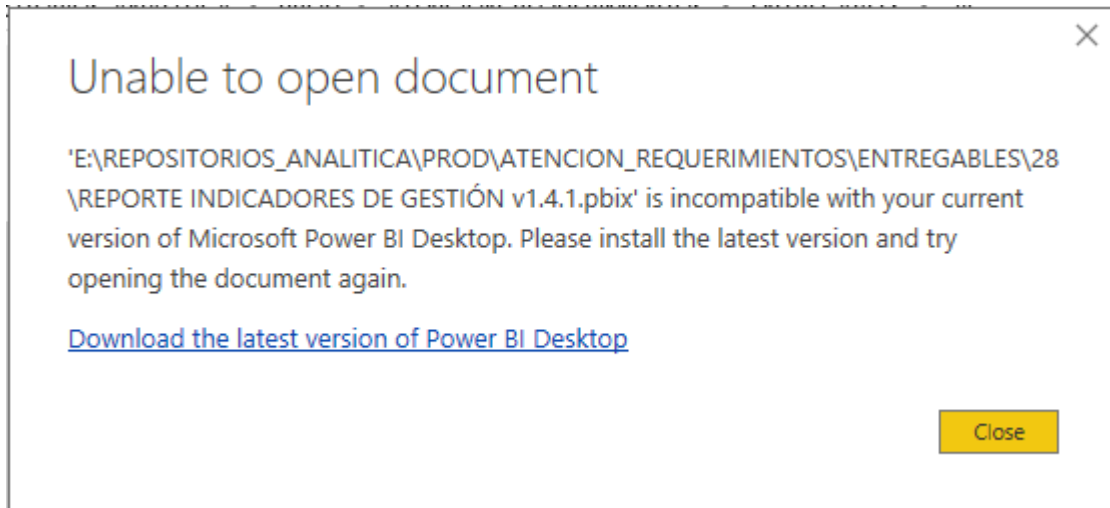 Unable to open document
'E:\REPOSITORIOS_ANALITICA\PROD\ATENCION_REQUERIMIENTOS\ENTREGABLES\28
\REPORTE INDICADORES DE GESTIÓN v1.4.1.pbix' is incompatible with your current
version of Microsoft Power BI Desktop. Please install the latest version and try
opening the document again.
Download the latest version of Power BI Desktop
Close